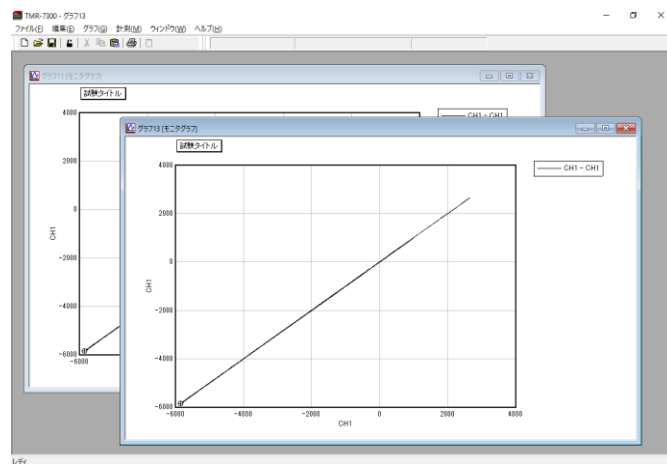 TMR-7300 - グラフ13
ファイル(F) 編集(E) グラフ(G) 計測(M) ウィンドウ(W) ヘルプ(H)
グラフ11 [モニタグラフ]
試験タイトル
CH1 - CH1
4000
2000
0
-2000
-4000
-6000
-6000
CH1
グラフ13 [モニタグラフ]
試験タイトル
CH1 - CH1
4000
2000
0
-2000
-4000
-6000
CH1
-6000 -4000 -2000 0 2000 4000
CH1
レディ